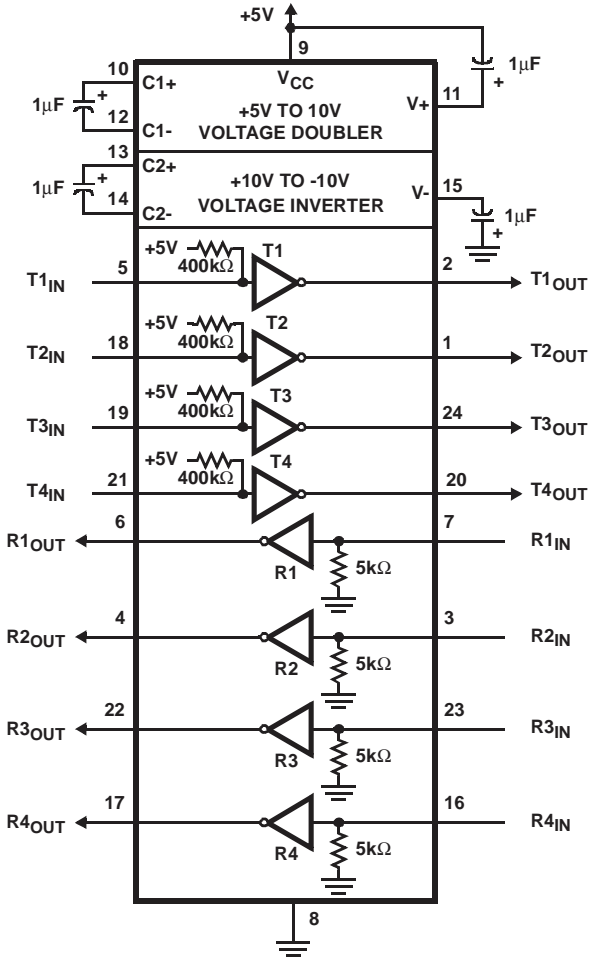 +5V
9
10
C1+
VCC
1μF
+
1μF
+
12
C1-
+5V TO 10V
VOLTAGE DOUBLER
V+
11
13
C2+
1μF
+
14
C2-
+10V TO -10V
VOLTAGE INVERTER
V-
15
1μF
+
+5V
400kΩ
T1
T1IN
5
2
T1OUT
+5V
400kΩ
T2
T2IN
18
1
T2OUT
+5V
400kΩ
T3
T3IN
19
24
T3OUT
+5V
400kΩ
T4
T4IN
21
20
T4OUT
R1OUT
6
R1
5kΩ
7
R1IN
R2OUT
4
R2
5kΩ
3
R2IN
R3OUT
22
R3
5kΩ
23
R3IN
R4OUT
17
R4
5kΩ
16
R4IN
8